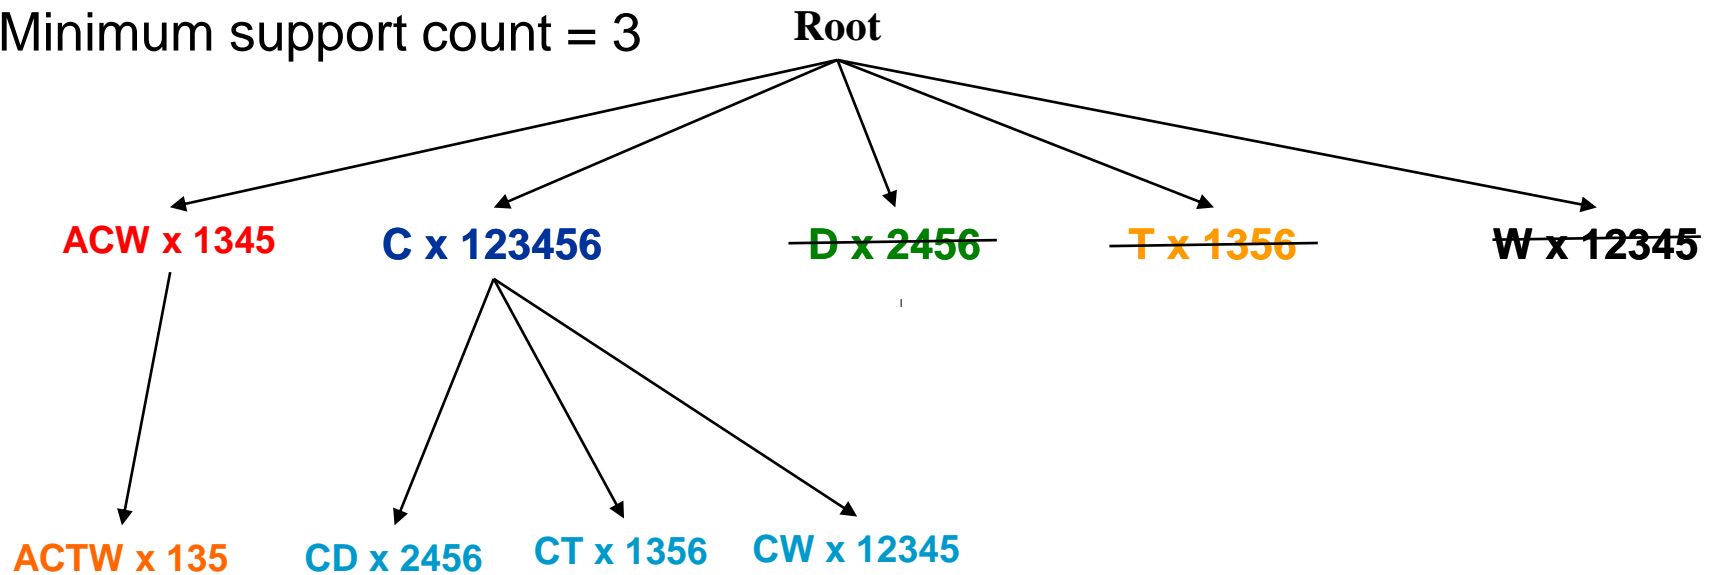 Minimum support count = 3
Root
ACW x 1345
C x 123456
D x 2456
T x 1356
W x 12345
ACTW x 135
CD x 2456
CT x 1356
CW x 12345